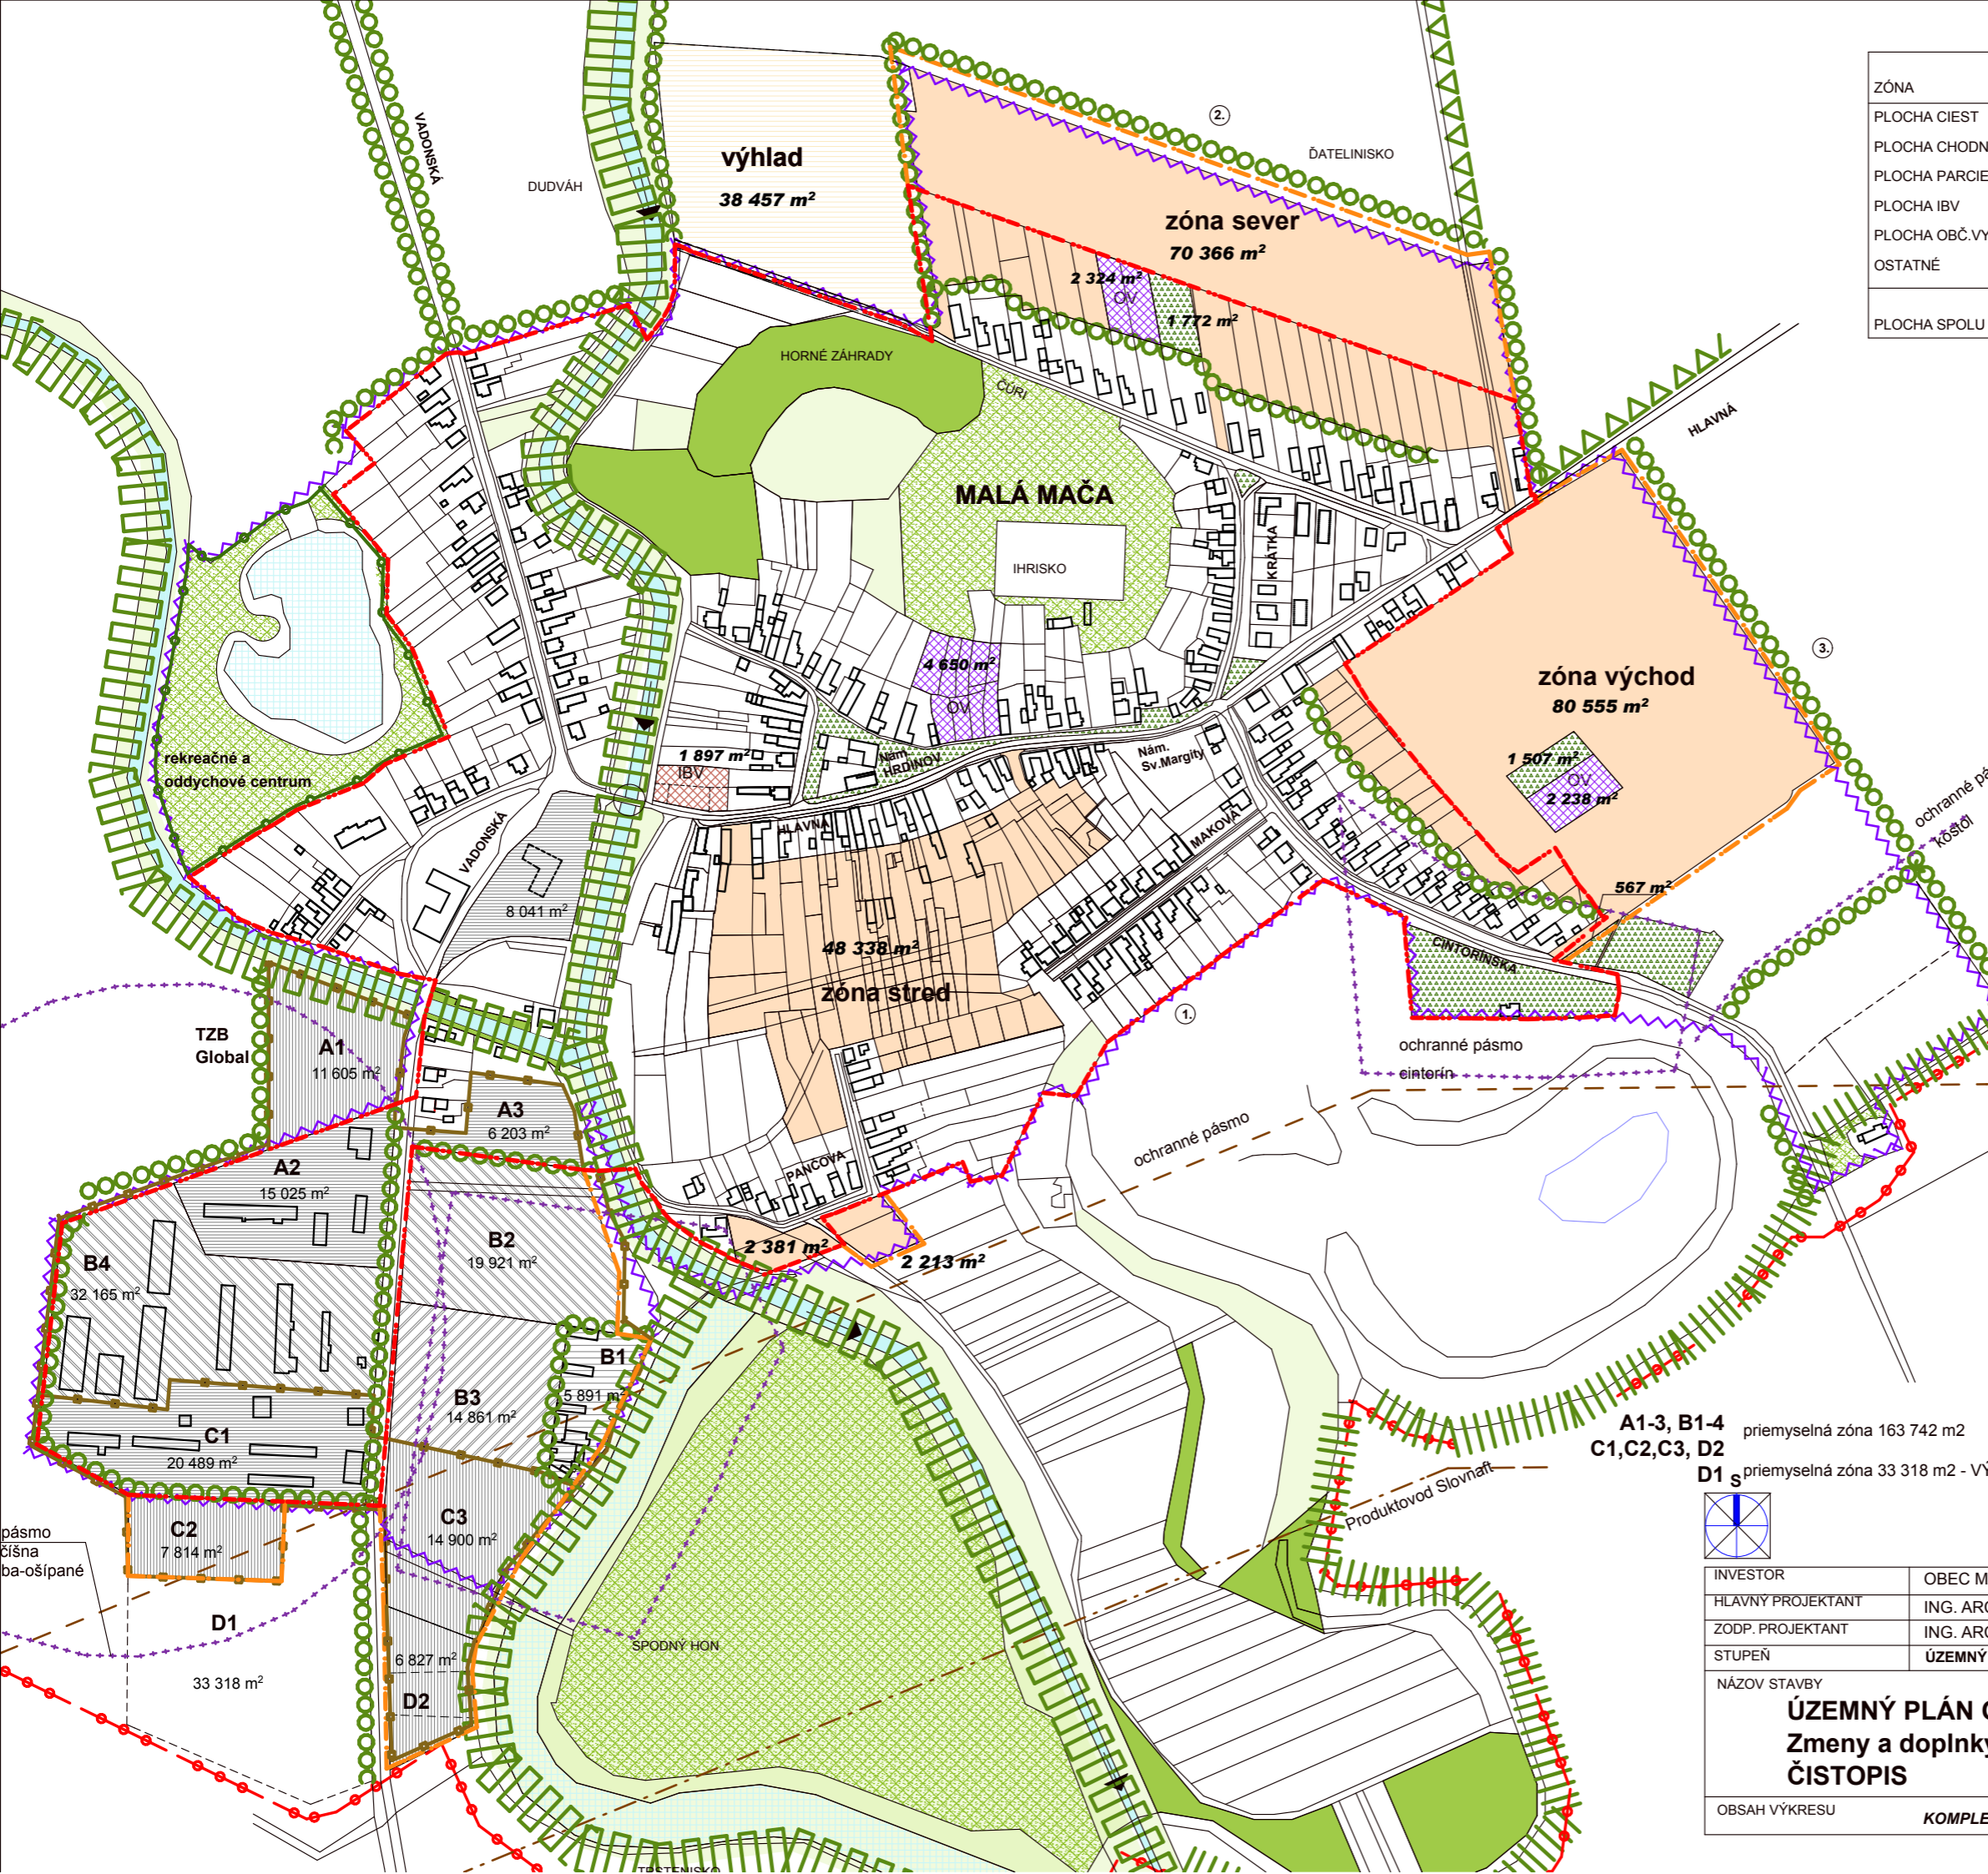 ZÓNA
PLOCHA CIEST
PLOCHA CHODN
PLOCHA PARCIE
PLOCHA IBV
PLOCHA OBČ.VY
OSTATNÉ
PLOCHA SPOLU
VADONSKÁ
DUDVÁH
výhlad
38 457 m²
2.
ĎATELINISKO
zóna sever
70 366 m²
2 324 m²
OV
1 772 m²
HORNÉ ZÁHRADY
ČÚRI
HLAVNÁ
MALÁ MAČA
IHRISKO
KRÁTKA
4 650 m²
OV
zóna východ
80 555 m²
3.
1 507 m²
OV
2 238 m²
rekreačné a
oddychové centrum
1 897 m²
IBV
Nám.
HRDINOV
Nám.
Sv.Margity
HLAVNÁ
MAKOVÁ
VADONSKÁ
8 041 m²
567 m²
ochranné pá
kostol
48 338 m²
zóna stred
CINTORÍNSKA
1.
TZB
Global
A1
11 605 m²
ochranné pásmo
cintorín
A3
6 203 m²
ochranné pásmo
A2
15 025 m²
PANCOVA
B2
19 921 m²
2 381 m²
2 213 m²
B4
32 165 m²
B1
5 891 m²
B3
14 861 m²
C1
20 489 m²
A1-3, B1-4
priemyselná zóna 163 742 m2
C1,C2,C3, D2
D1
priemyselná zóna 33 318 m2 - VÝ
S
Produktovod Slovnaft
C3
14 900 m²
C2
7 814 m²
pásmo
čišna
ba-ošípané
D1
33 318 m²
SPODNÝ HON
6 827 m²
D2
INVESTOR
OBEC M
HLAVNÝ PROJEKTANT
ING. ARC
ZODP. PROJEKTANT
ING. ARC
STUPEŇ
ÚZEMNÝ
NÁZOV STAVBY
ÚZEMNÝ PLÁN O
Zmeny a doplnky
ČISTOPIS
OBSAH VÝKRESU
KOMPLE
TRSTENISKO